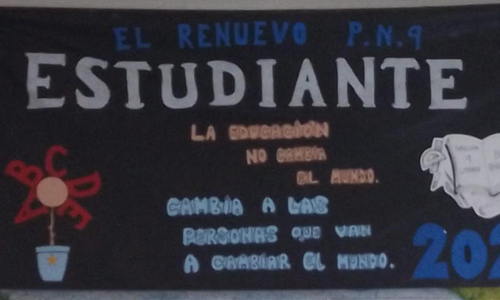 EL RENUEVO P.N.9
ESTUDIANTE
LA EDUCACIÓN
NO CAMBIA
EL MUNDO.
CAMBIA A LAS
PERSONAS QUE VAN
A CAMBIAR EL MUNDO.
A B C D E
202